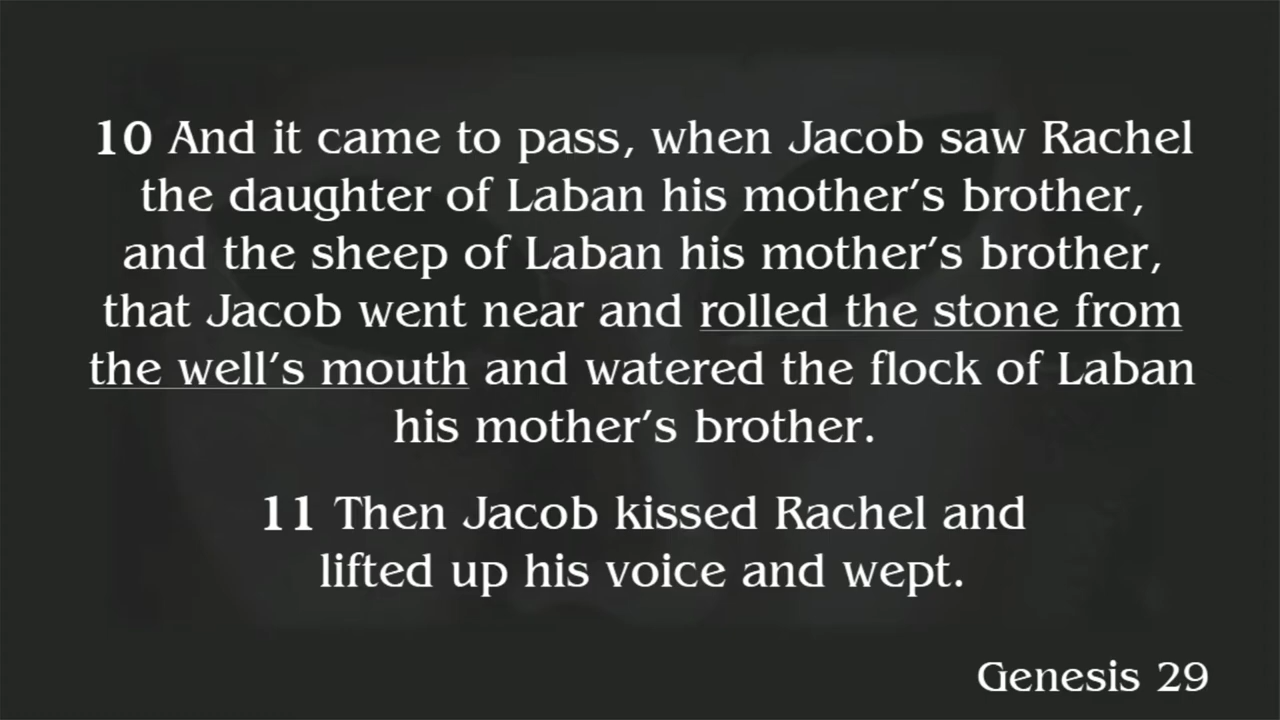 10 And it came to pass, when Jacob saw Rachel
the daughter of Laban his mother’s brother,
and the sheep of Laban his mother’s brother,
that Jacob went near and rolled the stone from
the well’s mouth and watered the flock of Laban
his mother’s brother.
11 Then Jacob kissed Rachel and
lifted up his voice and wept.
Genesis 29